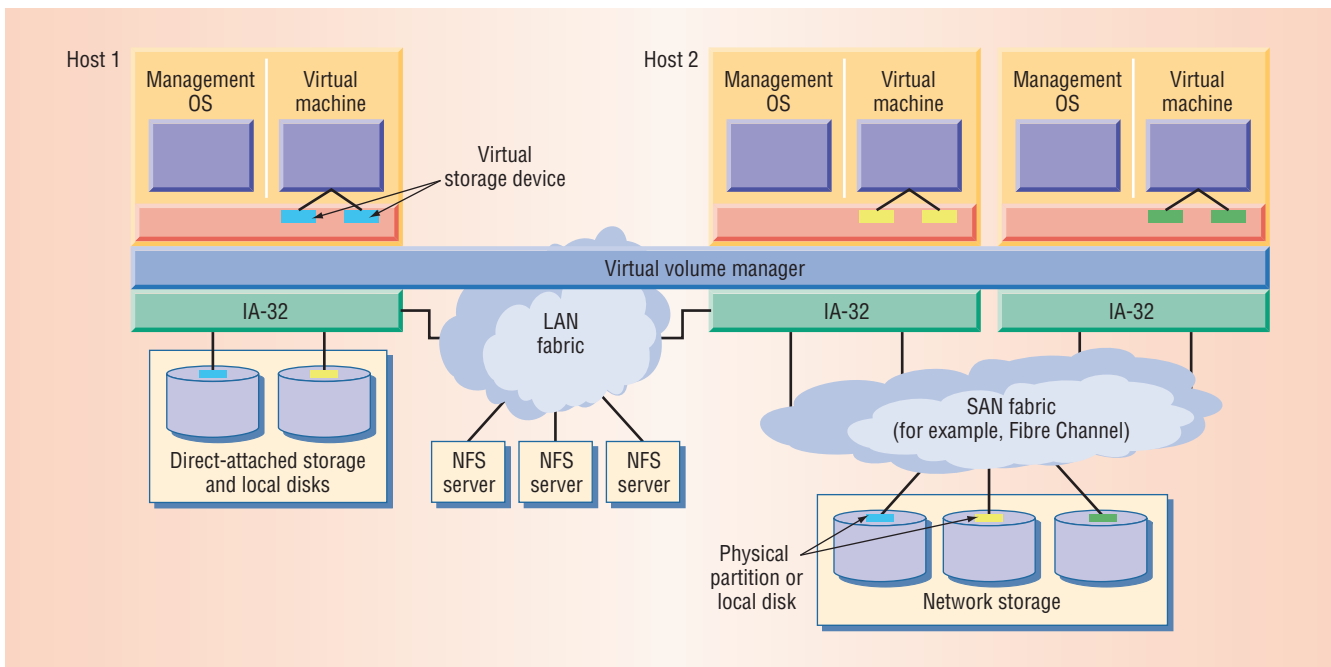 Host 1
Management
OS
Virtual
machine
Virtual
storage device
Host 2
Management
OS
Virtual
machine
Management
OS
Virtual
machine
Virtual volume manager
IA-32
LAN
fabric
IA-32
IA-32
Direct-attached storage
and local disks
NFS
server
NFS
server
NFS
server
SAN fabric
(for example, Fibre Channel)
Physical
partition or
local disk
Network storage